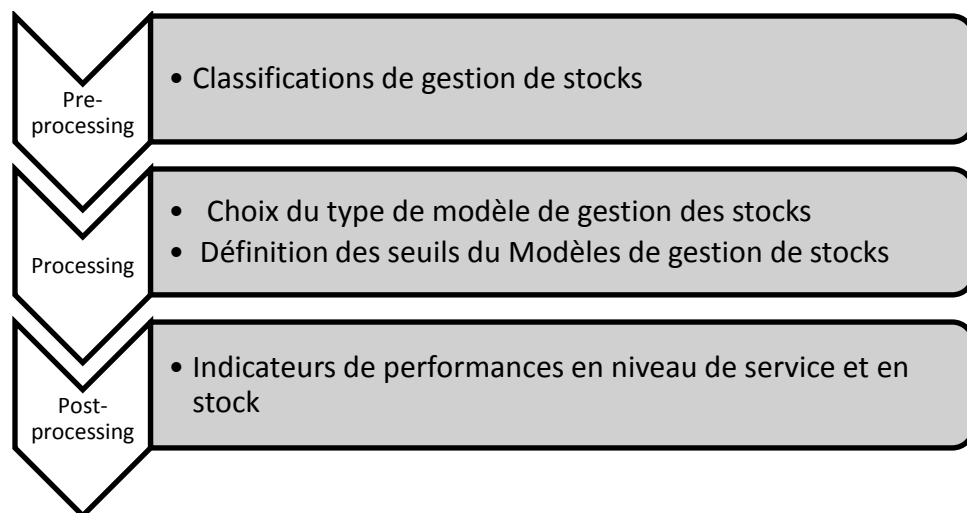 Pre-
processing
• Classifications de gestion de stocks
Processing
• Choix du type de modèle de gestion des stocks
• Définition des seuils du Modèles de gestion de stocks
Post-
processing
• Indicateurs de performances en niveau de service et en
stock